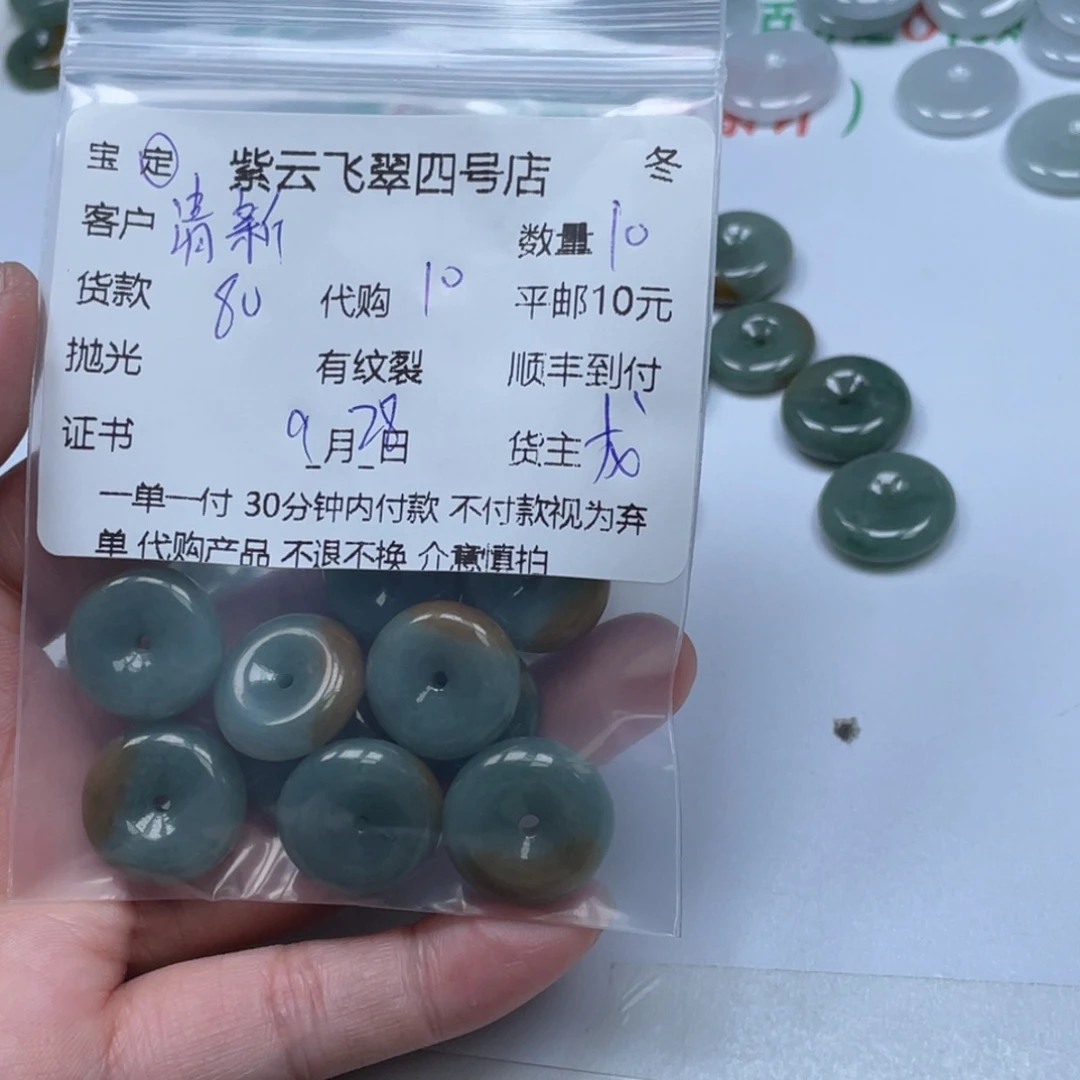 宝 定 紫云飞翠四号店 冬
客户 清新 数量 10
货款 80 代购 10 平邮10元
抛光 有纹裂 顺丰到付
证书 9月28日 货主
一单一付 30分钟内付款 不付款视为弃
单 代购产品 不退不换 介意慎拍